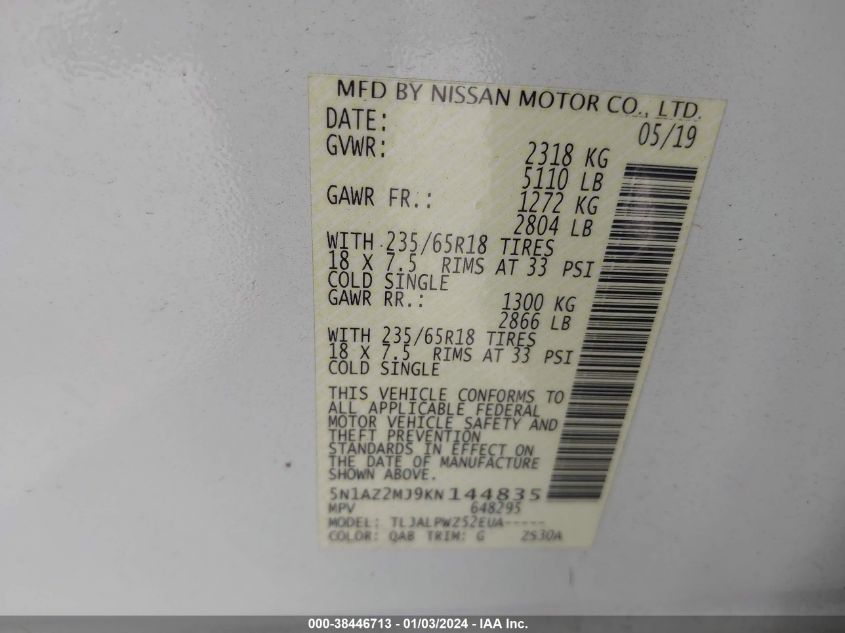 MFD BY NISSAN MOTOR CO., LTD.
DATE: 05/19
GVWR: 2318 KG
5110 LB
GAWR FR.: 1272 KG
2804 LB
WITH 235/65R18 TIRES
18 X 7.5 RIMS AT 33 PSI
COLD SINGLE
GAWR RR.: 1300 KG
2866 LB
WITH 235/65R18 TIRES
18 X 7.5 RIMS AT 33 PSI
COLD SINGLE
THIS VEHICLE CONFORMS TO
ALL APPLICABLE FEDERAL
MOTOR VEHICLE SAFETY AND
THEFT PREVENTION
STANDARDS IN EFFECT ON
THE DATE OF MANUFACTURE
SHOWN ABOVE.
5N1AZ2MJ9KN144835
MPV 648295
MODEL: TLJALPWZ52EUA-----
COLOR: QAB TRIM: G ZS30A
000-38446713 - 01/03/2024 - IAA Inc.